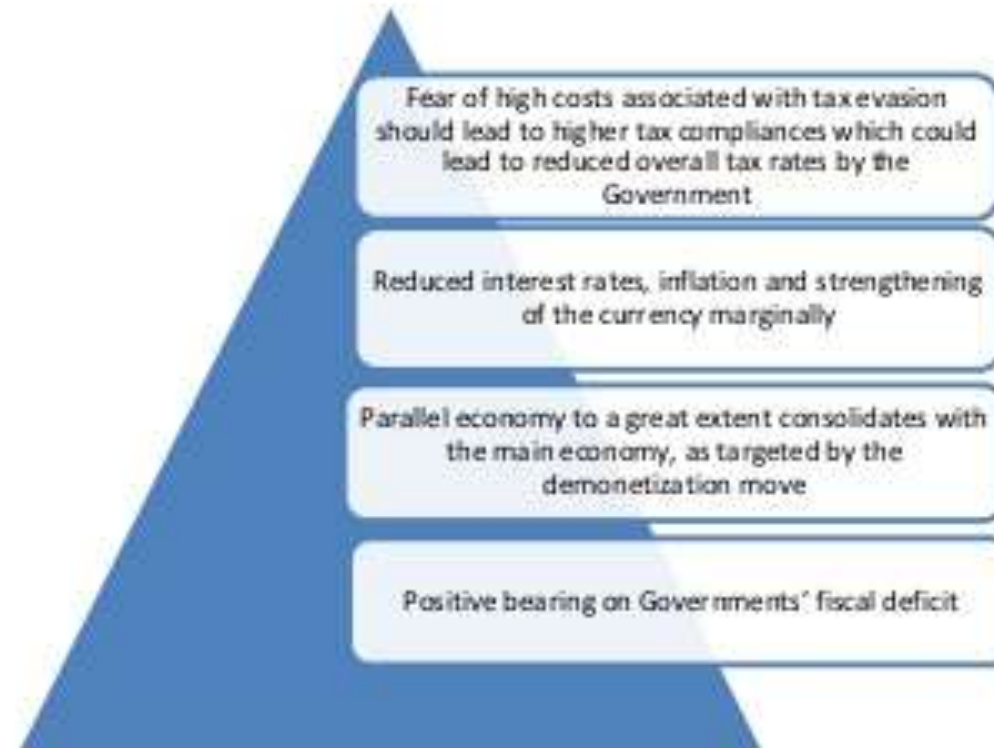 Fear of high costs associated with tax evasion
should lead to higher tax compliances which could
lead to reduced overall tax rates by the
Government
Reduced interest rates, inflation and strengthening
of the currency marginally
Parallel economy to a great extent consolidates with
the main economy, as targeted by the
demonetization move
Positive bearing on Governments' fiscal deficit